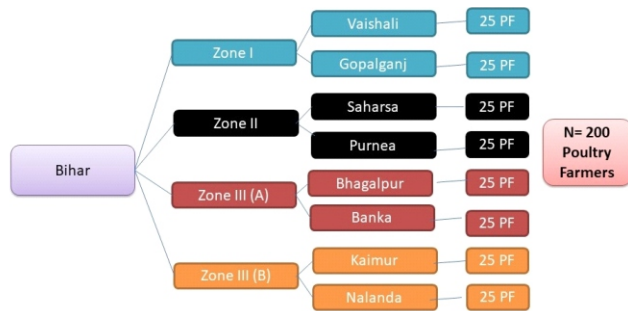 Bihar
Zone I
Vaishali
25 PF
Gopalganj
25 PF
Zone II
Saharsa
25 PF
Purnea
25 PF
Zone III (A)
Bhagalpur
25 PF
Banka
25 PF
Zone III (B)
Kaimur
25 PF
Nalanda
25 PF
N= 200
Poultry
Farmers